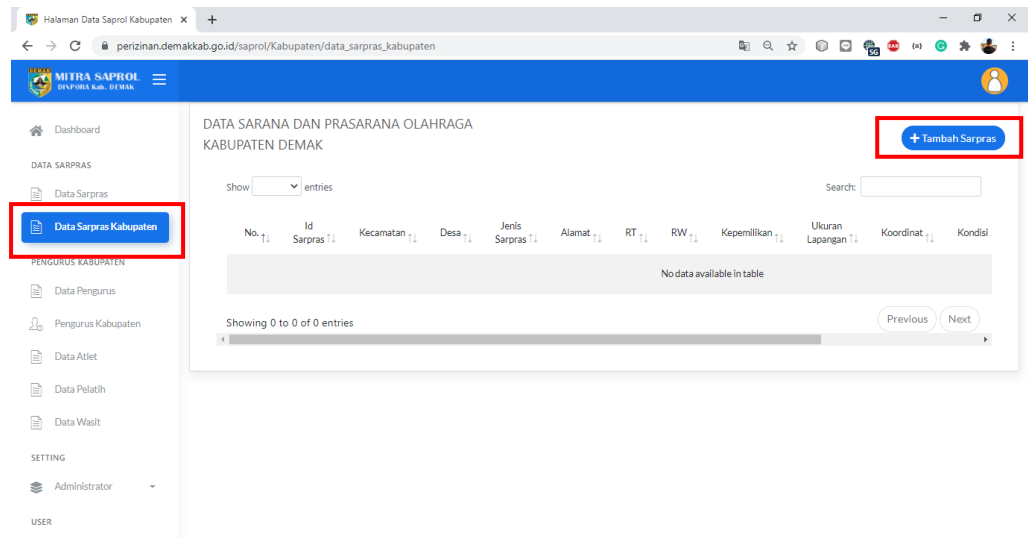 Halaman Data Saprol Kabupaten
perizinan.demakkab.go.id/saprol/Kabupaten/data_sarpras_kabupaten
MITRA SAPROL
DINPORA Kab. DEMAK
Dashboard
DATA SARPRAS
Data Sarpras
Data Sarpras Kabupaten
PENGURUS KABUPATEN
Data Pengurus
Pengurus Kabupaten
Data Atlet
Data Pelatih
Data Wasit
SETTING
Administrator
USER
DATA SARANA DAN PRASARANA OLAHRAGA
KABUPATEN DEMAK
+ Tambah Sarpras
Show entries
Search:
No. Id Sarpras Kecamatan Desa Jenis Sarpras Alamat RT RW Kepemilikan Ukuran Lapangan Koordinat Kondisi
No data available in table
Showing 0 to 0 of 0 entries
Previous Next